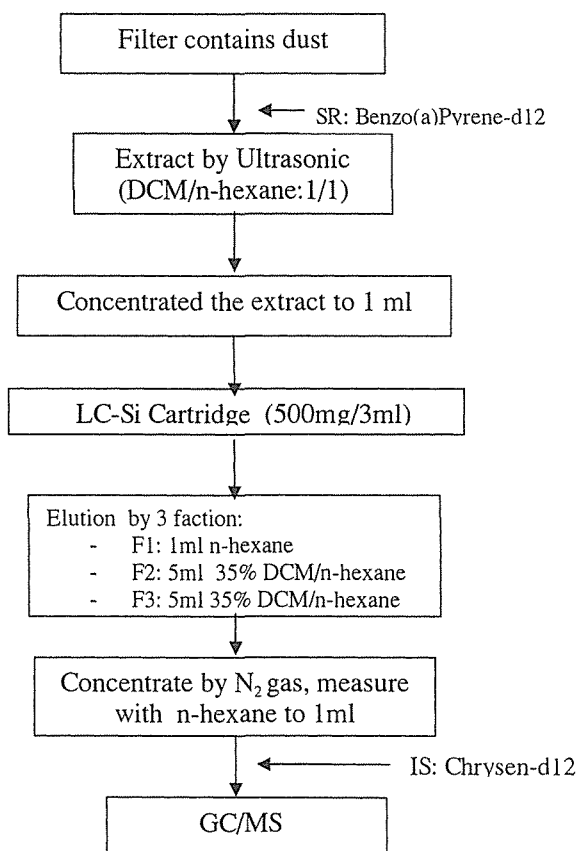 Filter contains dust
SR: Benzo(a)Pyrene-d12
Extract by Ultrasonic
(DCM/n-hexane:1/1)
Concentrated the extract to 1 ml
LC-Si Cartridge (500mg/3ml)
Elution by 3 faction:
- F1: 1ml n-hexane
- F2: 5ml 35% DCM/n-hexane
- F3: 5ml 35% DCM/n-hexane
Concentrate by N₂ gas, measure
with n-hexane to 1ml
IS: Chrysen-d12
GC/MS